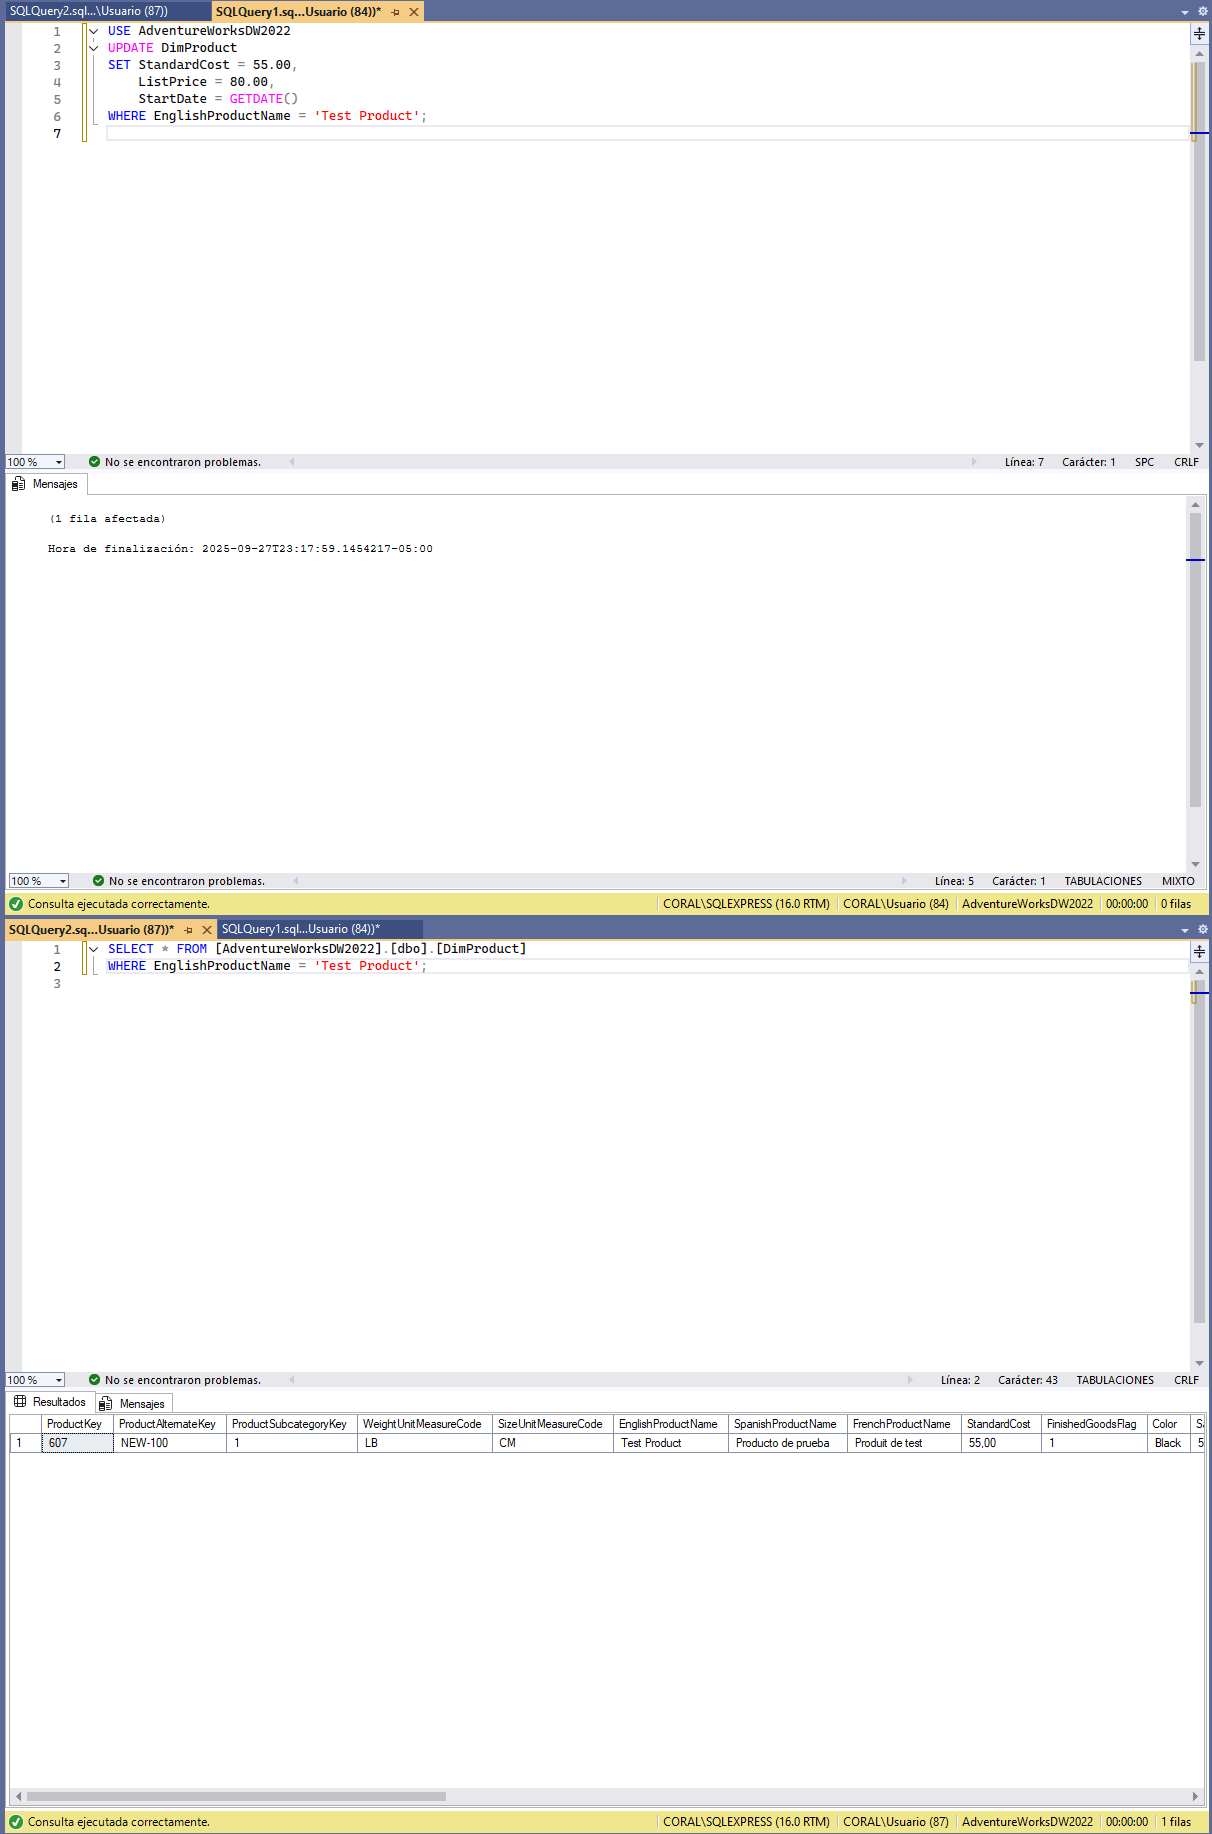 SQLQuery2.sql...\Usuario (87)) SQLQuery1.sq...Usuario (84))*
1 USE AdventureWorksDW2022
2 UPDATE DimProduct
3 SET StandardCost = 55.00,
4 ListPrice = 80.00,
5 StartDate = GETDATE()
6 WHERE EnglishProductName = 'Test Product';
7
100 % No se encontraron problemas. Línea: 7 Carácter: 1 SPC CRLF
Mensajes
(1 fila afectada)
Hora de finalización: 2025-09-27T23:17:59.1454217-05:00
100 % No se encontraron problemas. Línea: 5 Carácter: 1 TABULACIONES MIXTO
Consulta ejecutada correctamente. CORAL\SQLEXPRESS (16.0 RTM) CORAL\Usuario (84) AdventureWorksDW2022 00:00:00 0 filas
SQLQuery2.sq...Usuario (87))* SQLQuery1.sql...Usuario (84))*
1 SELECT * FROM [AdventureWorksDW2022].[dbo].[DimProduct]
2 WHERE EnglishProductName = 'Test Product';
3
100 % No se encontraron problemas. Línea: 2 Carácter: 43 TABULACIONES CRLF
Resultados Mensajes
ProductKey ProductAlternateKey ProductSubcategoryKey WeightUnitMeasureCode SizeUnitMeasureCode EnglishProductName SpanishProductName FrenchProductName StandardCost FinishedGoodsFlag Color
1 607 NEW-100 1 LB CM Test Product Producto de prueba Produit de test 55,00 1 Black 5
Consulta ejecutada correctamente. CORAL\SQLEXPRESS (16.0 RTM) CORAL\Usuario (87) AdventureWorksDW2022 00:00:00 1 filas